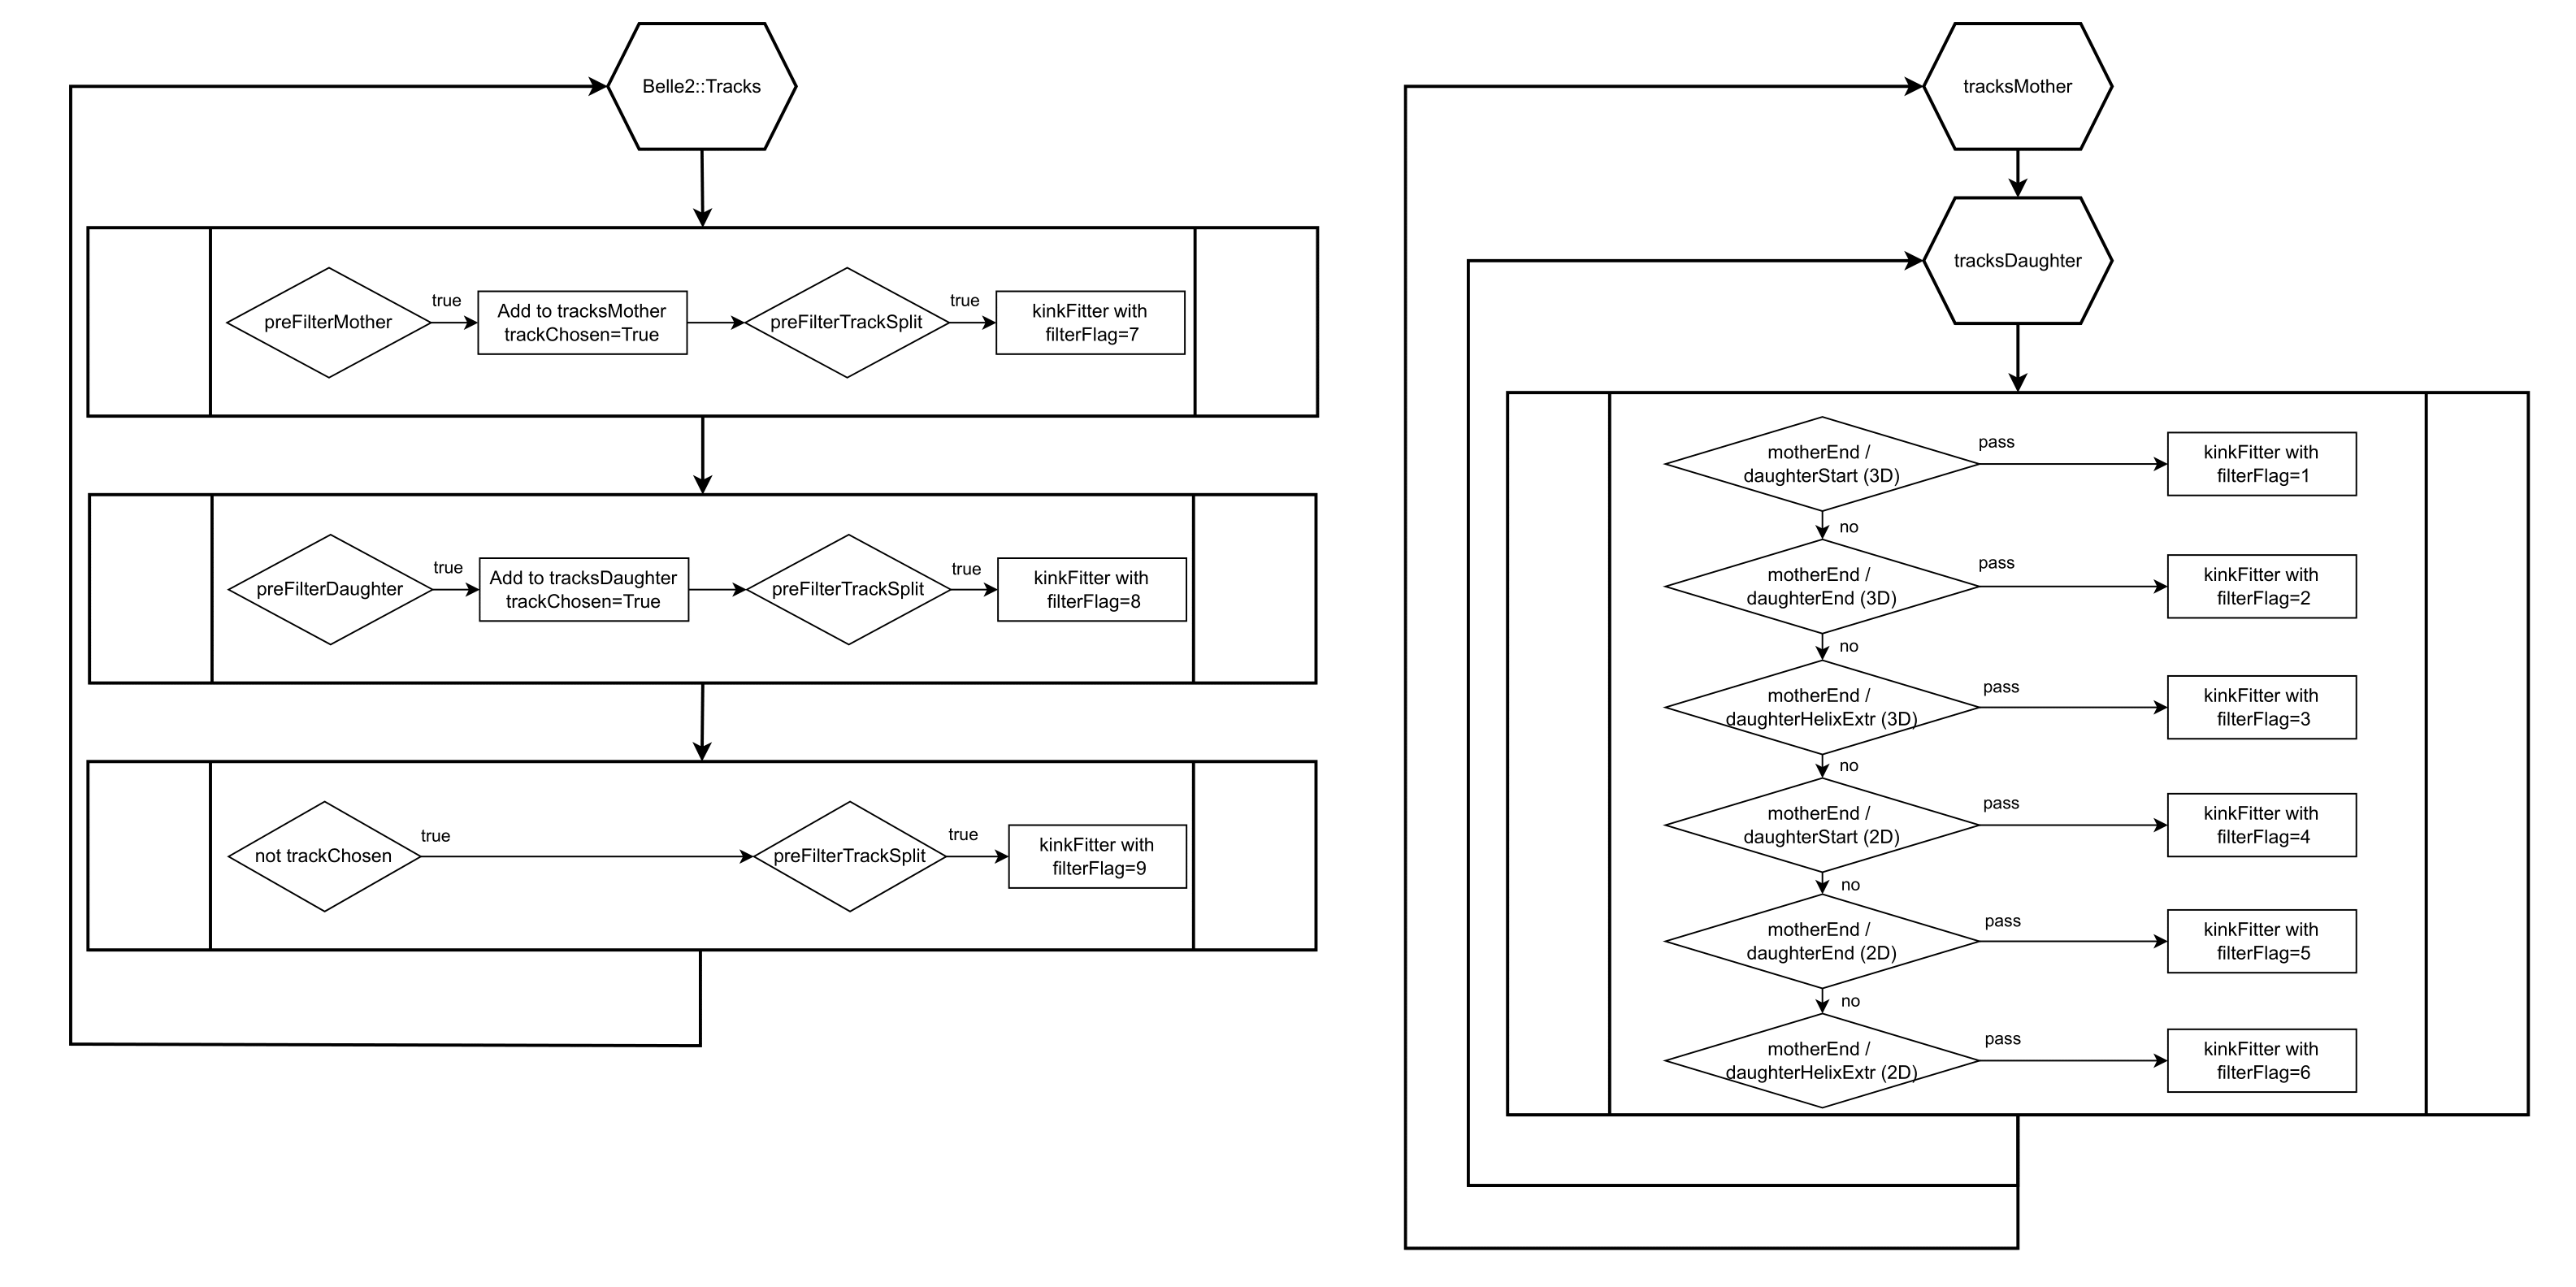 Belle2::Tracks
preFilterMother
true
Add to tracksMother
trackChosen=True
preFilterTrackSplit
true
kinkFitter with
filterFlag=7
preFilterDaughter
true
Add to tracksDaughter
trackChosen=True
preFilterTrackSplit
true
kinkFitter with
filterFlag=8
not trackChosen
true
preFilterTrackSplit
true
kinkFitter with
filterFlag=9
tracksMother
tracksDaughter
motherEnd /
daughterStart (3D)
pass
kinkFitter with
filterFlag=1
no
motherEnd /
daughterEnd (3D)
pass
kinkFitter with
filterFlag=2
no
motherEnd /
daughterHelixExtr (3D)
pass
kinkFitter with
filterFlag=3
no
motherEnd /
daughterStart (2D)
pass
kinkFitter with
filterFlag=4
no
motherEnd /
daughterEnd (2D)
pass
kinkFitter with
filterFlag=5
no
motherEnd /
daughterHelixExtr (2D)
pass
kinkFitter with
filterFlag=6